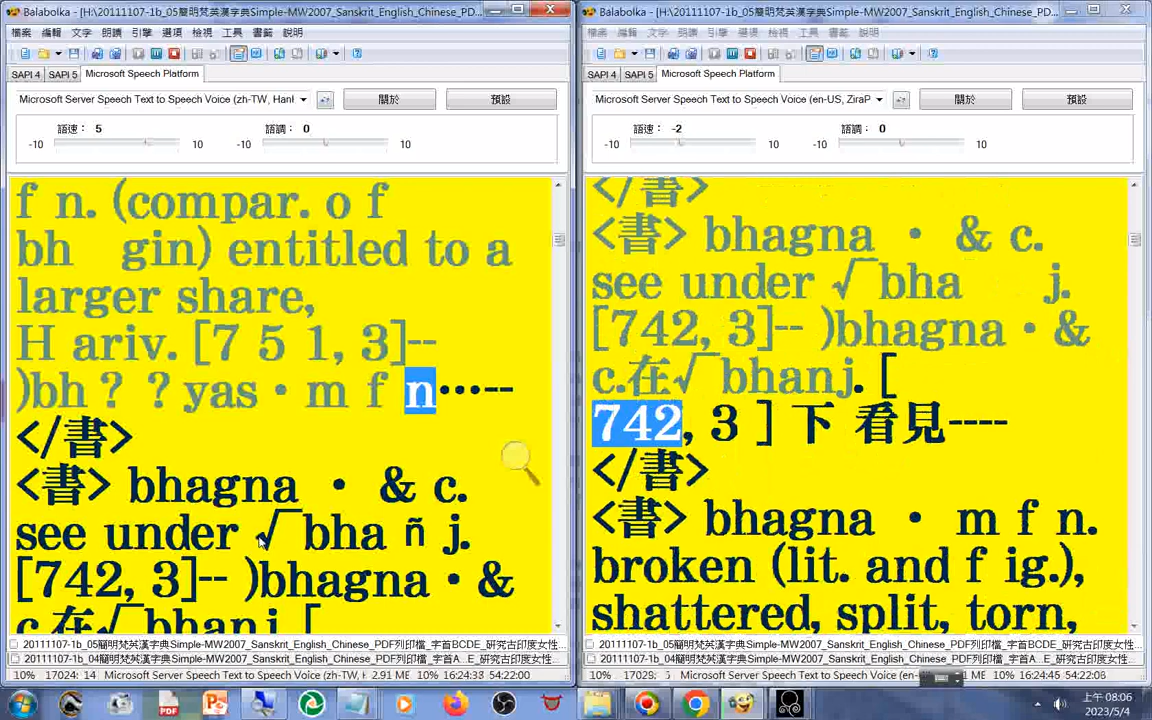 Balabolka - [H:\20111107-1b_05簡明梵英漢字典Simple-MW2007_Sanskrit_English_Chinese_PD...
檔案 編輯 文字 朗讀 引擎 選項 檢視 工具 書籤 說明
SAPI 4 SAPI 5 Microsoft Speech Platform
Microsoft Server Speech Text to Speech Voice (zh-TW, Hanl
關於 預設
語速： 5 語調： 0
-10 10 -10 10
f n. (compar. o f
bh gin) entitled to a
larger share,
H ariv. [7 5 1, 3]--
)bh ? ? yas • m f n•••--
</書>
<書> bhagna • & c.
see under √ bha ñ j.
[742, 3]-- )bhagna • &
c.在√ bhanj. [
20111107-1b_05簡明梵英漢字典Simple-MW2007_Sanskrit_English_Chinese_PDF列印檔_字首BCDE_研究古印度女性...
20111107-1b_04簡明梵英漢字典Simple-MW2007_Sanskrit_English_Chinese_PDF列印檔_字首A...E_研究古印度女性...
10% 17024: 14 Microsoft Server Speech Text to Speech Voice (zh-TW, 2.91 ME 10% 16:24:33 54:22:00
Balabolka - [H:\20111107-1b_05簡明梵英漢字典Simple-MW2007_Sanskrit_English_Chinese_PD...
檔案 編輯 文字 朗讀 引擎 選項 檢視 工具 書籤 說明
SAPI 4 SAPI 5 Microsoft Speech Platform
Microsoft Server Speech Text to Speech Voice (en-US, ZiraP
關於 預設
語速： -2 語調： 0
-10 10 -10 10
</書>
<書> bhagna • & c.
see under √ bha j.
[742, 3]-- )bhagna • &
c.在√ bhanj. [
742, 3 ] 下 看見----
</書>
<書> bhagna • m f n.
broken (lit. and f ig.),
shattered, split, torn,
20111107-1b_05簡明梵英漢字典Simple-MW2007_Sanskrit_English_Chinese_PDF列印檔_字首BCDE_研究古印度女性...
20111107-1b_04簡明梵英漢字典Simple-MW2007_Sanskrit_English_Chinese_PDF列印檔_字首A...E_研究古印度女性...
10% 17029: Microsoft Server Speech Text to Speech Voice (en- ME 10% 16:24:45 54:22:08
上午 08:06
2023/5/4